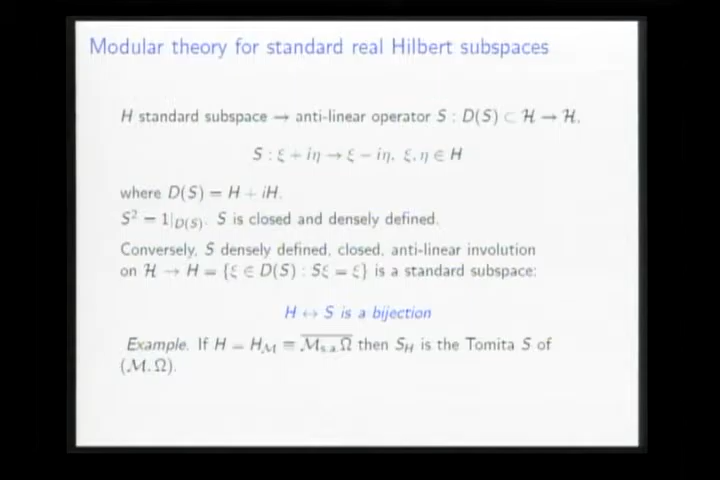 Modular theory for standard real Hilbert subspaces
H standard subspace → anti-linear operator S : D(S) ⊂ ℋ → ℋ,
S : ξ + iη → ξ − iη, ξ, η ∈ H
where D(S) = H + iH.
S² = 1|_{D(S)}. S is closed and densely defined.
Conversely, S densely defined, closed, anti-linear involution
on ℋ → H = {ξ ∈ D(S) : Sξ = ξ} is a standard subspace:
H ↔ S is a bijection
Example. If H = H_ℳ ≡ \overline{ℳ_{s.a.}Ω} then S_H is the Tomita S of
(ℳ, Ω).